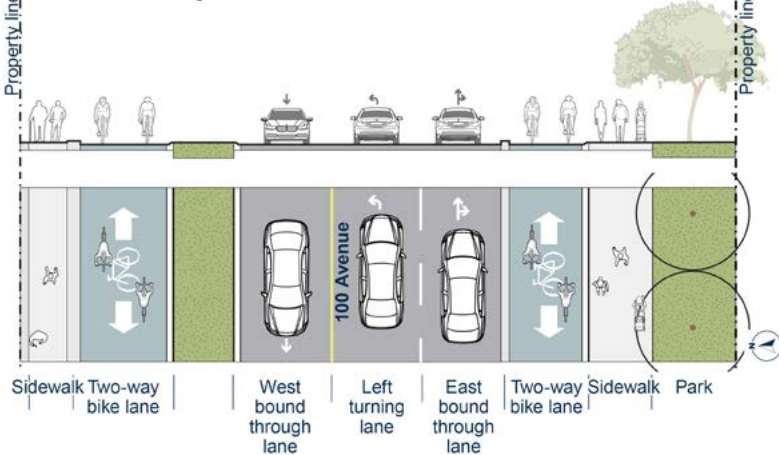 Property line
Property line
100 Avenue
N
Sidewalk
Two-way
bike lane
West
bound
through
lane
Left
turning
lane
East
bound
through
lane
Two-way
bike lane
Sidewalk
Park